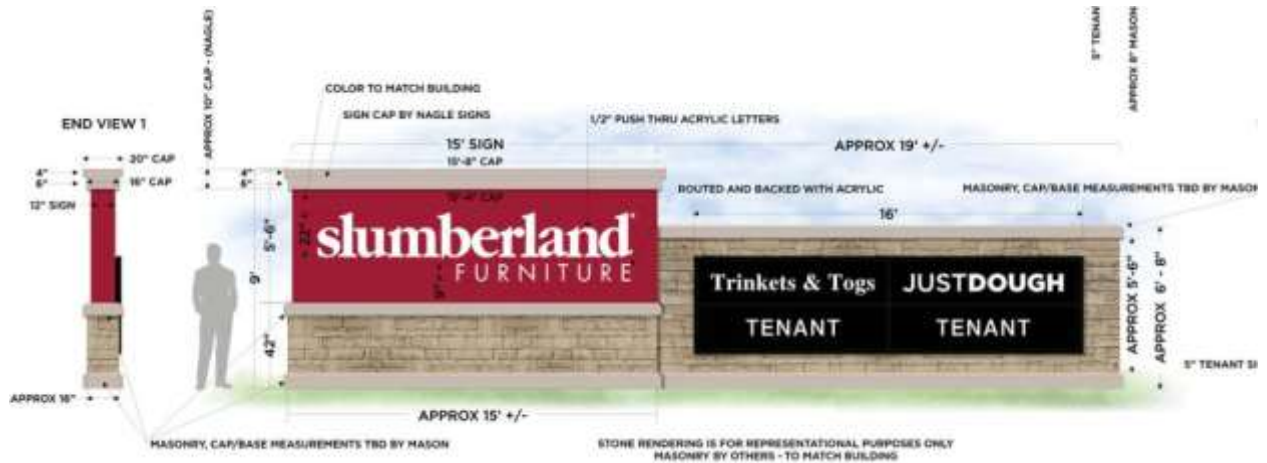 APPROX 10" CAP - (NAGLE)
5" TENANT
APPROX 8" MASON
COLOR TO MATCH BUILDING
SIGN CAP BY NAGLE SIGNS
1/2" PUSH THRU ACRYLIC LETTERS
END VIEW 1
15' SIGN
APPROX 19' +/-
20" CAP
15'-8" CAP
4"
4"
16" CAP
6"
ROUTED AND BACKED WITH ACRYLIC
MASONRY, CAP/BASE MEASUREMENTS TBD BY MASON
12" SIGN
16'
22"
slumberland
FURNITURE
5'-6"
9'
Trinkets & Togs
JUSTDOUGH
TENANT
TENANT
APPROX 5'-6"
APPROX 6' - 8"
42"
5" TENANT SI
APPROX 16"
APPROX 15' +/-
MASONRY, CAP/BASE MEASUREMENTS TBD BY MASON
STONE RENDERING IS FOR REPRESENTATIONAL PURPOSES ONLY
MASONRY BY OTHERS - TO MATCH BUILDING